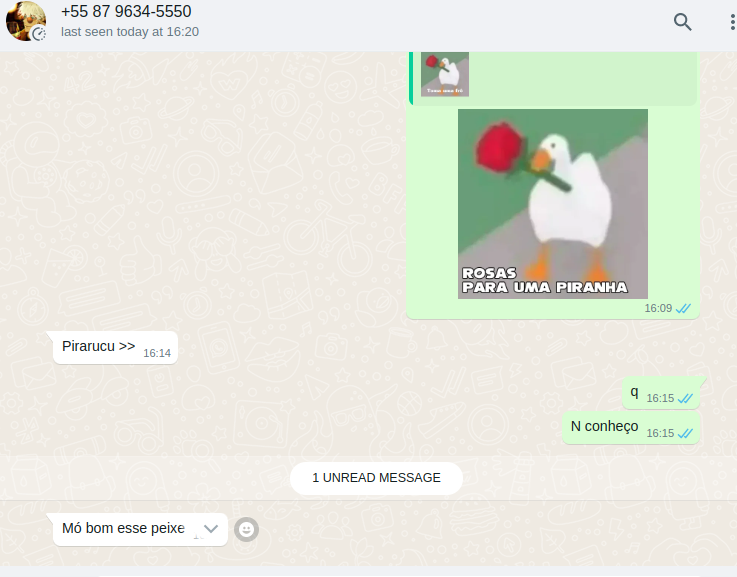 +55 87 9634-5550
last seen today at 16:20
ROSAS
PARA UMA PIRANHA
16:09
Pirarucu >> 16:14
q 16:15
N conheço 16:15
1 UNREAD MESSAGE
Mó bom esse peixe